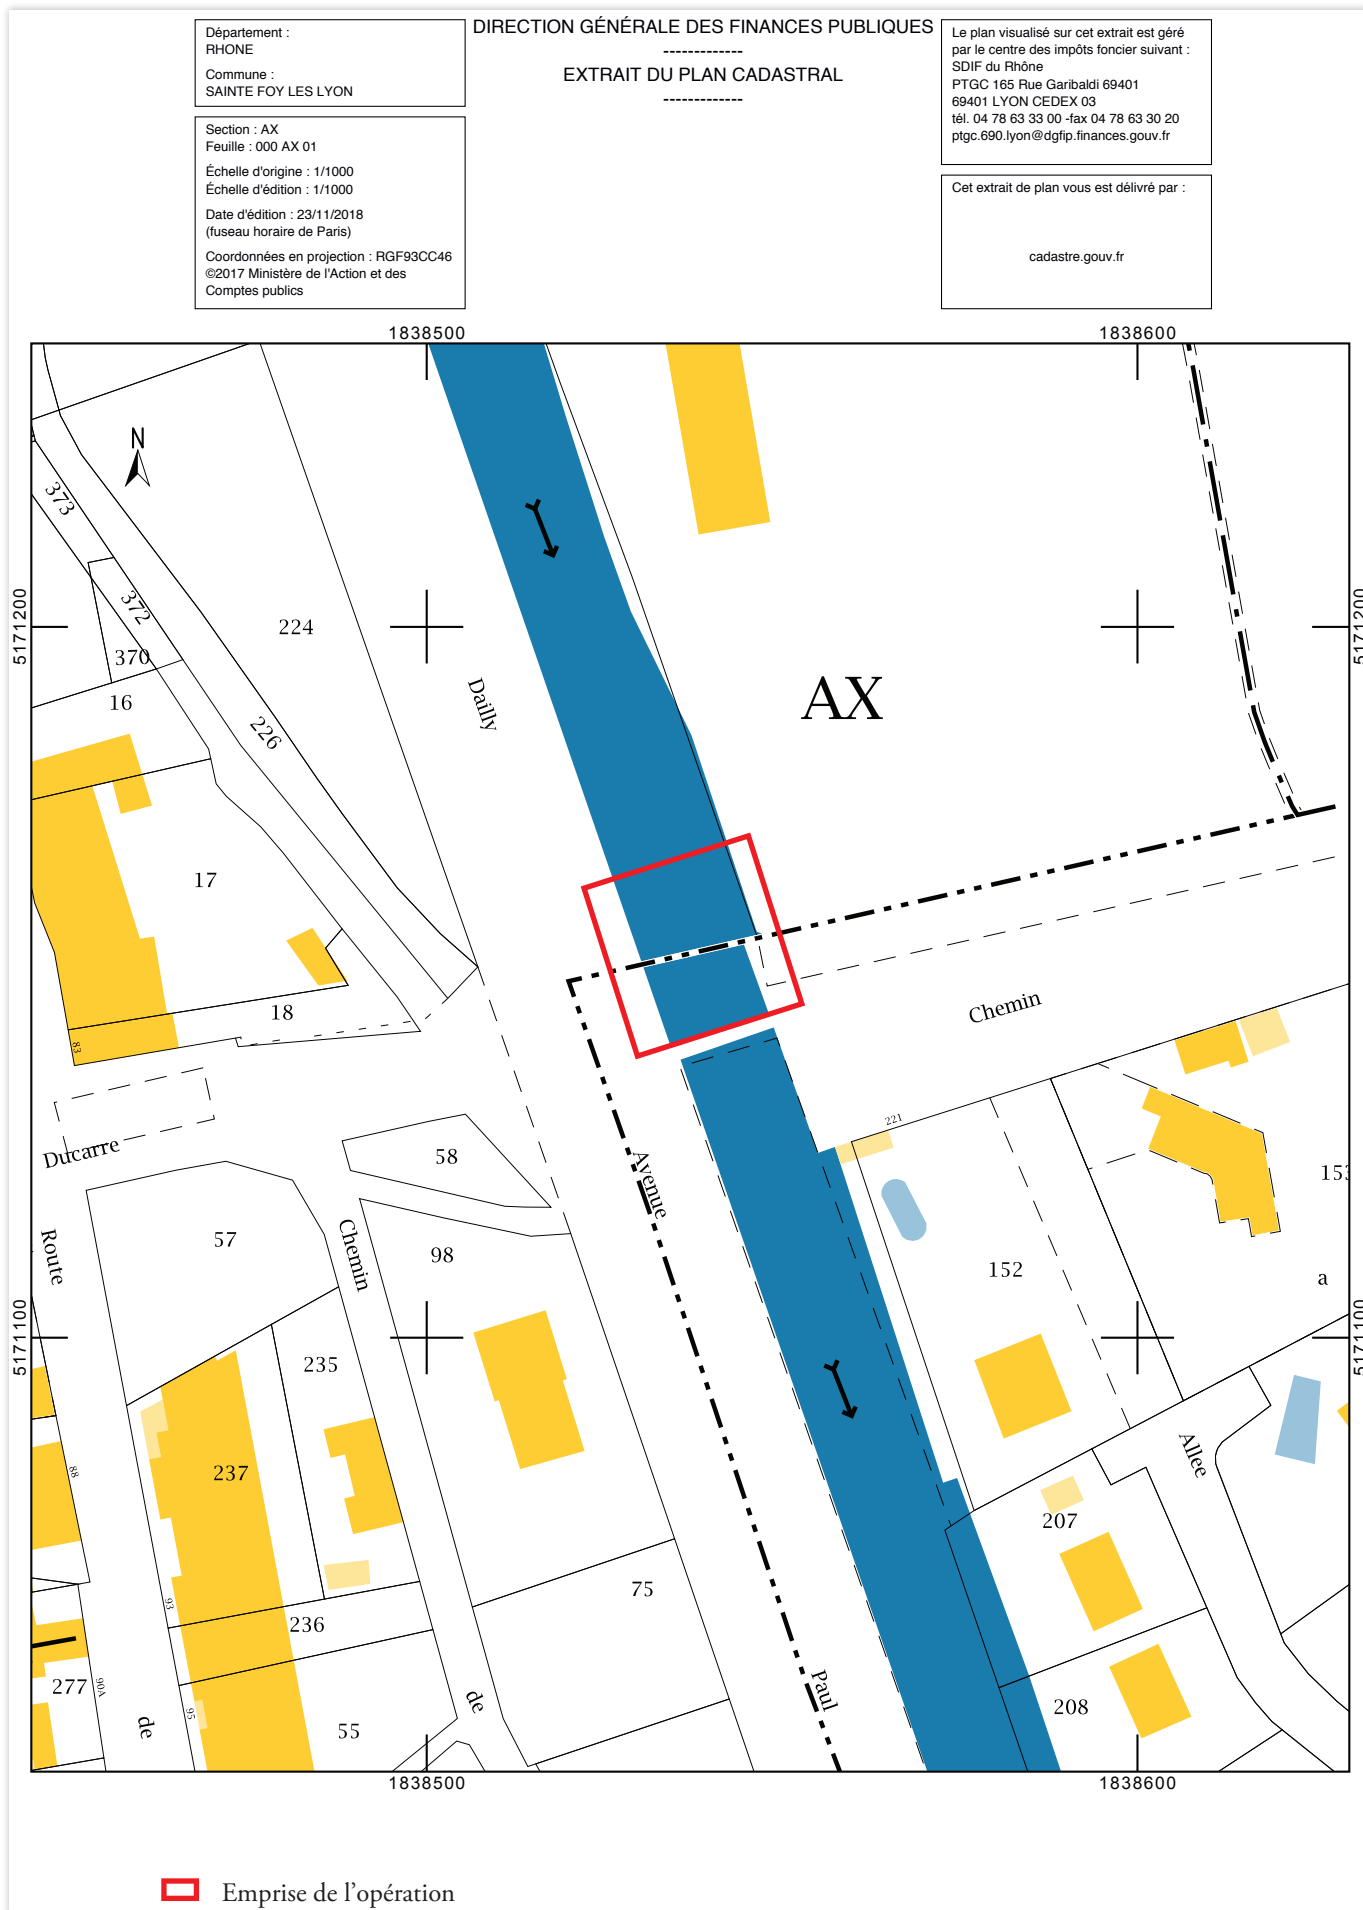 Département :
RHONE
Commune :
SAINTE FOY LES LYON
Section : AX
Feuille : 000 AX 01
Échelle d'origine : 1/1000
Échelle d'édition : 1/1000
Date d'édition : 23/11/2018
(fuseau horaire de Paris)
Coordonnées en projection : RGF93CC46
©2017 Ministère de l'Action et des
Comptes publics
DIRECTION GÉNÉRALE DES FINANCES PUBLIQUES
-------------
EXTRAIT DU PLAN CADASTRAL
-------------
Le plan visualisé sur cet extrait est géré
par le centre des impôts foncier suivant :
SDIF du Rhône
PTGC 165 Rue Garibaldi 69401
69401 LYON CEDEX 03
tél. 04 78 63 33 00 -fax 04 78 63 30 20
ptgc.690.lyon@dgfip.finances.gouv.fr
Cet extrait de plan vous est délivré par :
cadastre.gouv.fr
1838500
1838600
N
373
372
5171200
224
5171200
370
16
Dailly
AX
226
17
18
Chemin
83
Ducarre
58
221
Avenue
153
57
Route
Chemin
98
152
a
5171100
5171100
235
Allee
237
88
207
75
93
236
277
90A
de
95
55
de
Paul
208
1838500
1838600
Emprise de l'opération